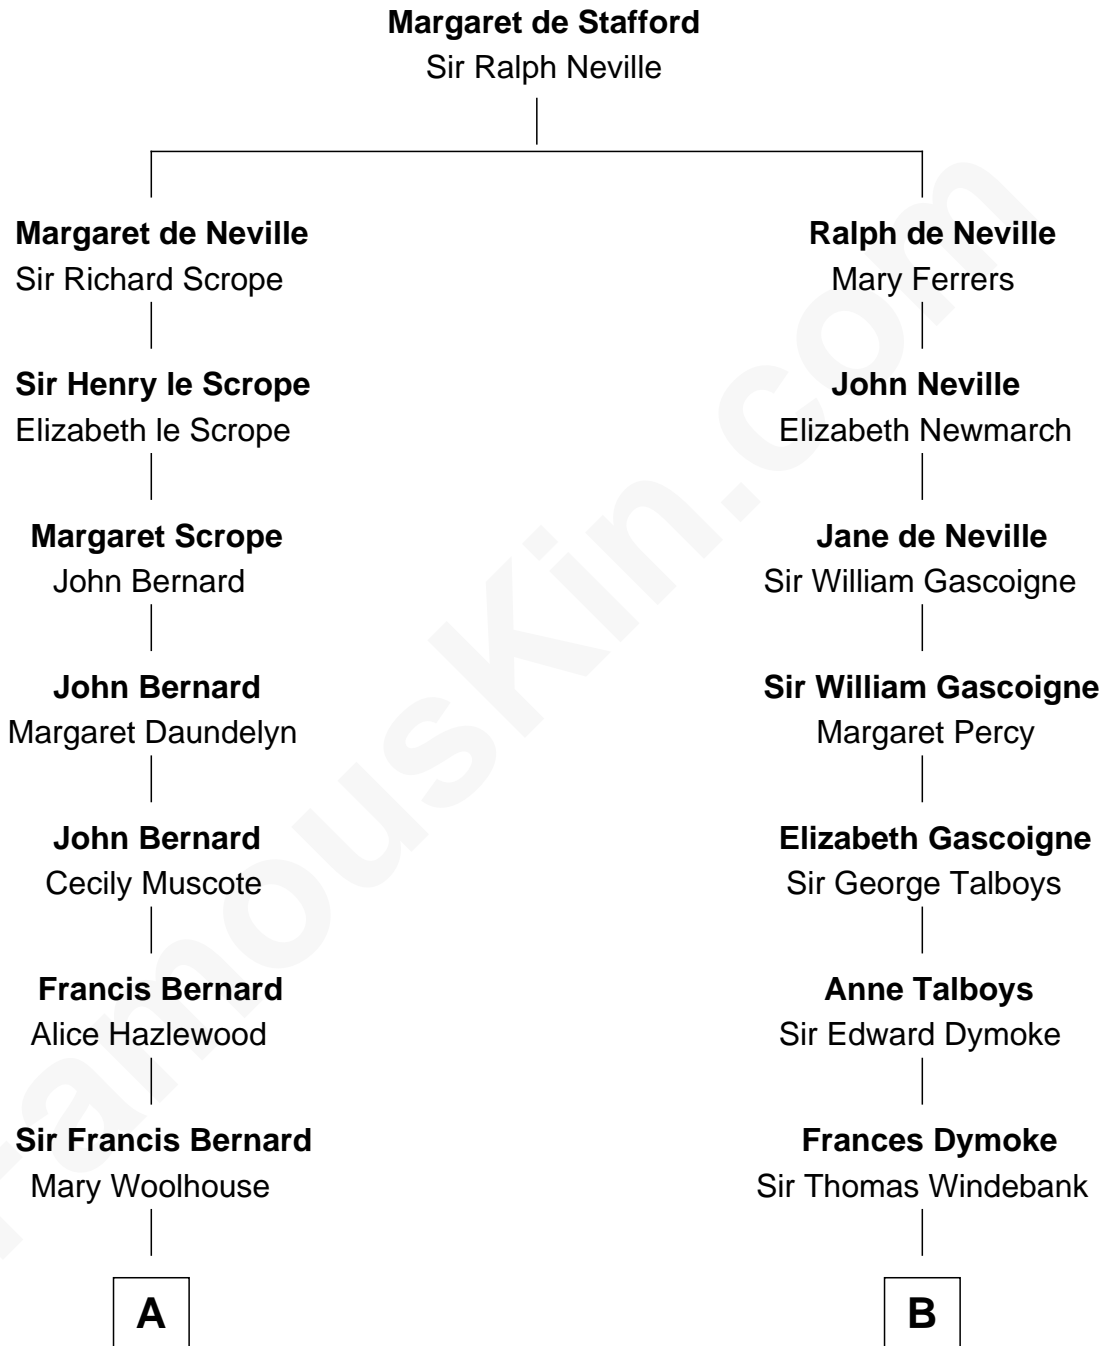 Margaret de Stafford
Sir Ralph Neville
Margaret de Neville
Sir Richard Scrope
Ralph de Neville
Mary Ferrers
Sir Henry le Scrope
Elizabeth le Scrope
John Neville
Elizabeth Newmarch
Margaret Scrope
John Bernard
Jane de Neville
Sir William Gascoigne
John Bernard
Margaret Daundelyn
Sir William Gascoigne
Margaret Percy
John Bernard
Cecily Muscote
Elizabeth Gascoigne
Sir George Talboys
Francis Bernard
Alice Hazlewood
Anne Talboys
Sir Edward Dymoke
Sir Francis Bernard
Mary Woolhouse
Frances Dymoke
Sir Thomas Windebank
A
B
FamousKin.com